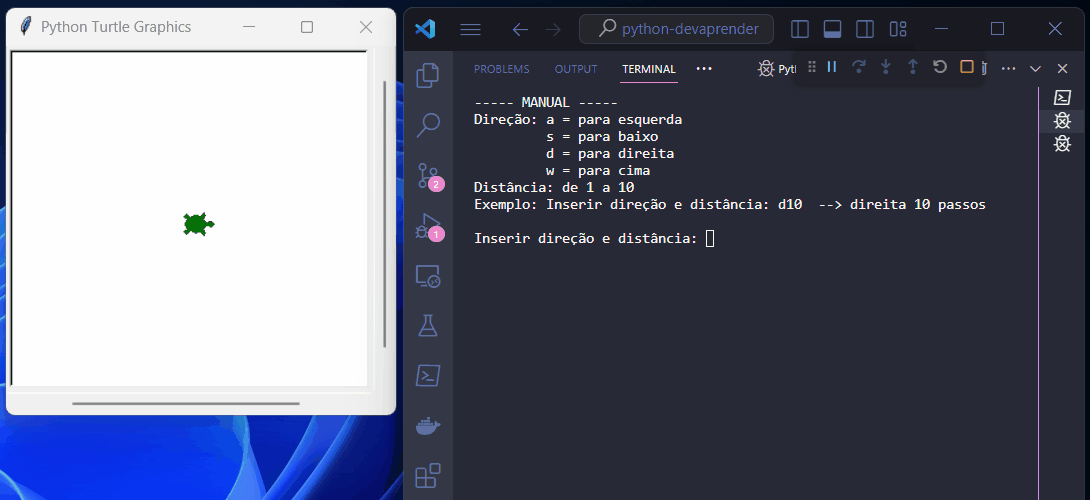 Python Turtle Graphics
python-devaprender
PROBLEMS OUTPUT TERMINAL
----- MANUAL -----
Direção: a = para esquerda
s = para baixo
d = para direita
w = para cima
Distância: de 1 a 10
Exemplo: Inserir direção e distância: d10 --> direita 10 passos
Inserir direção e distância:
2
1